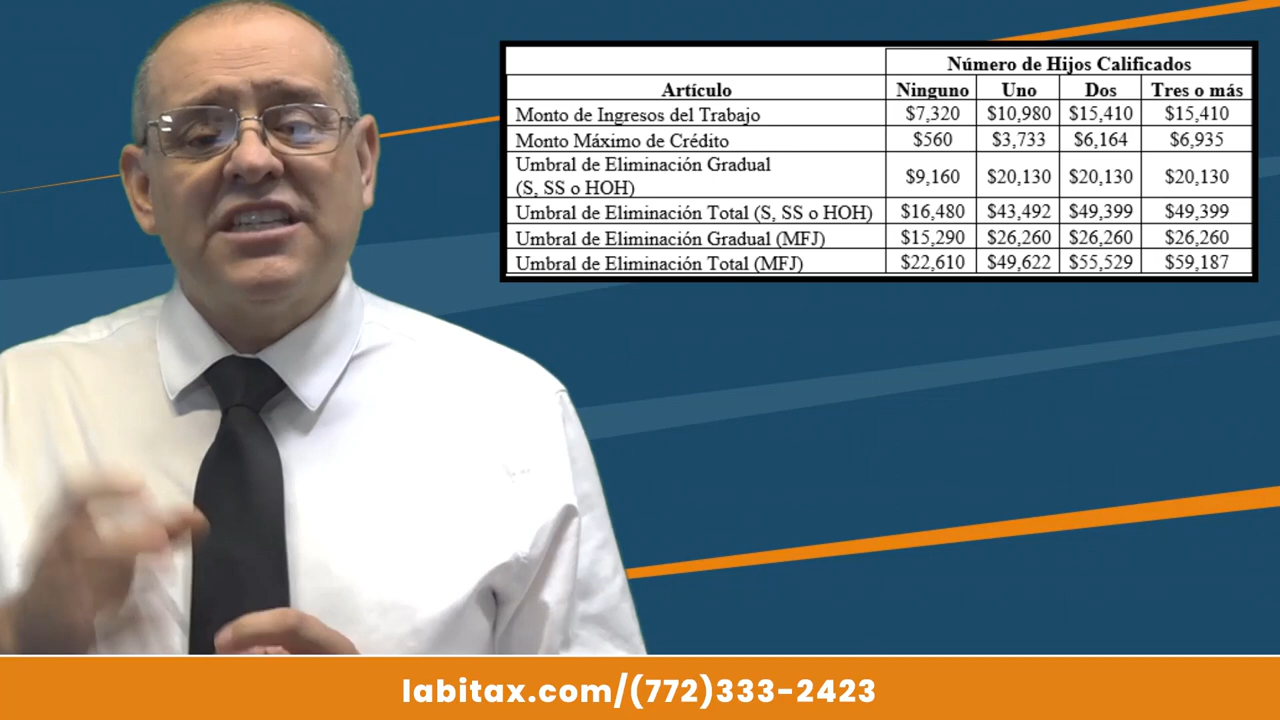 Número de Hijos Calificados
Artículo Ninguno Uno Dos Tres o más
Monto de Ingresos del Trabajo $7,320 $10,980 $15,410 $15,410
Monto Máximo de Crédito $560 $3,733 $6,164 $6,935
Umbral de Eliminación Gradual
(S, SS o HOH) $9,160 $20,130 $20,130 $20,130
Umbral de Eliminación Total (S, SS o HOH) $16,480 $43,492 $49,399 $49,399
Umbral de Eliminación Gradual (MFJ) $15,290 $26,260 $26,260 $26,260
Umbral de Eliminación Total (MFJ) $22,610 $49,622 $55,529 $59,187
labitax.com/(772)333-2423